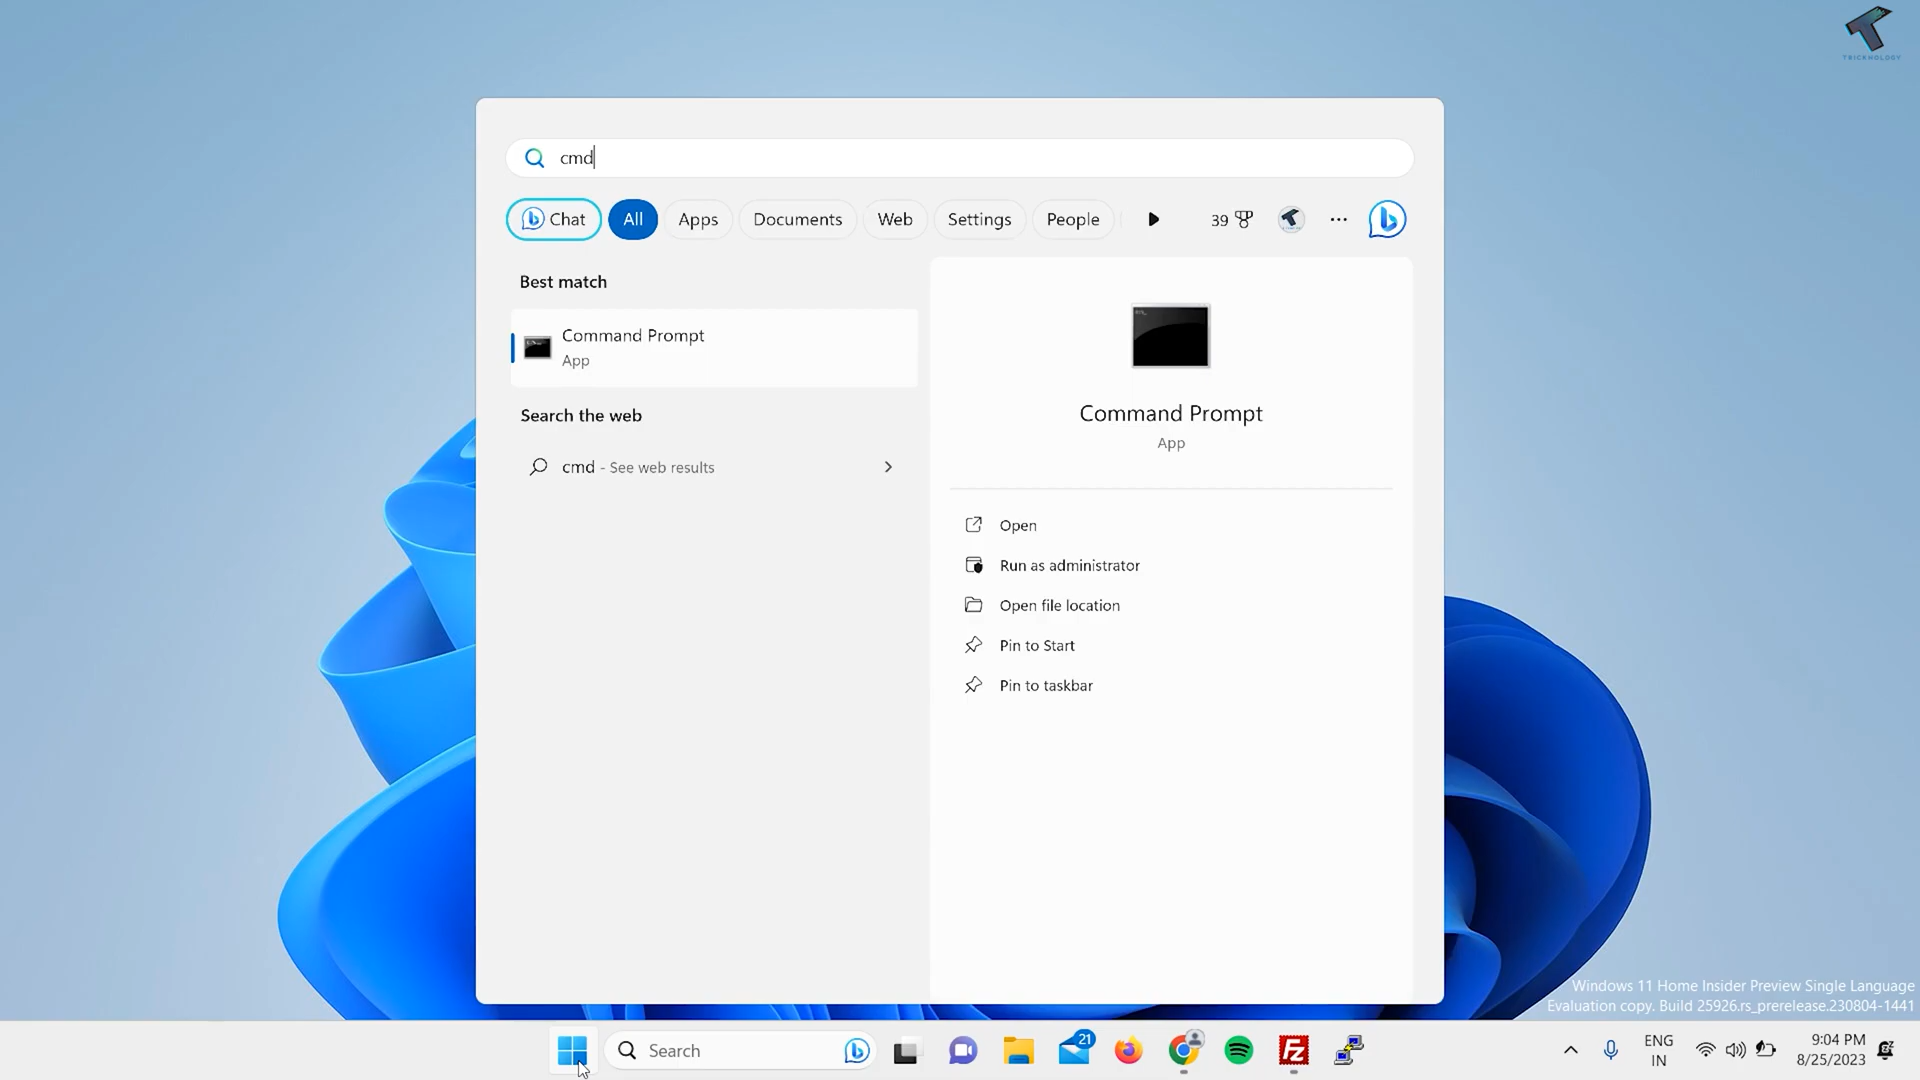 TRICKNOLOGY
cmd
Chat
All
Apps
Documents
Web
Settings
People
39
Best match
Command Prompt
App
Search the web
cmd - See web results
Command Prompt
App
Open
Run as administrator
Open file location
Pin to Start
Pin to taskbar
Windows 11 Home Insider Preview Single Language
Evaluation copy. Build 25926.rs_prerelease.230804-1441
Search
21
ENG
IN
9:04 PM
8/25/2023